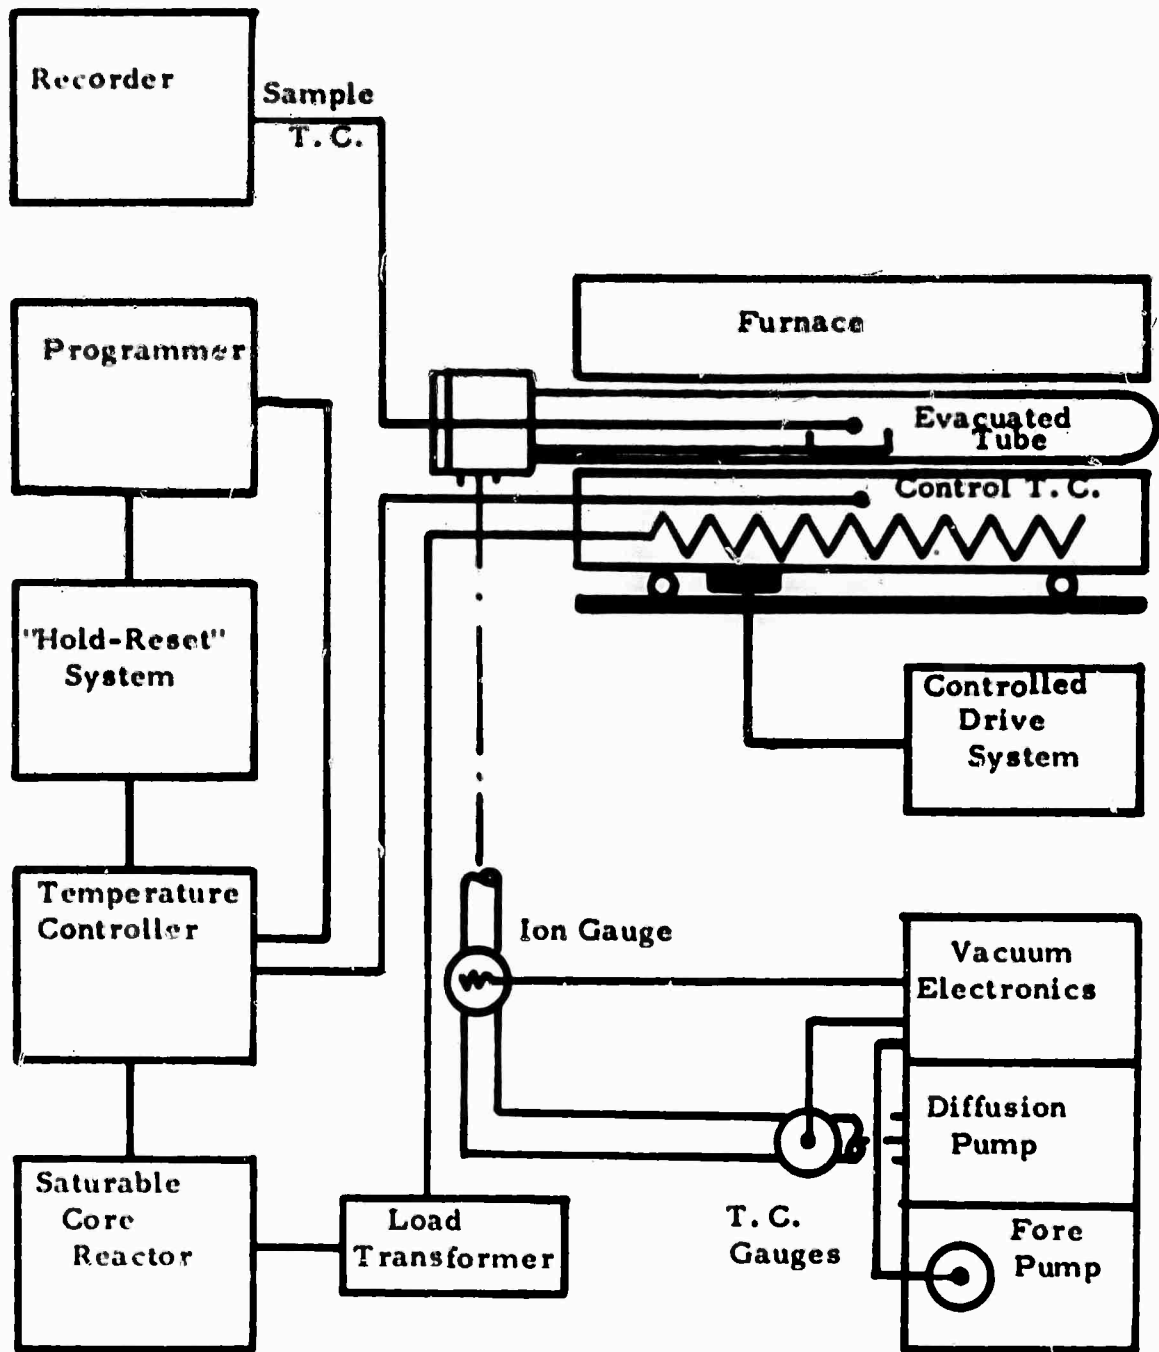 Recorder
Sample
T. C.
Furnace
Programmer
Evacuated
Tube
Control T. C.
"Hold-Reset"
System
Controlled
Drive
System
Temperature
Controller
Ion Gauge
Vacuum
Electronics
Diffusion
Pump
Saturable
Core
Reactor
Load
Transformer
T. C.
Gauges
Fore
Pump